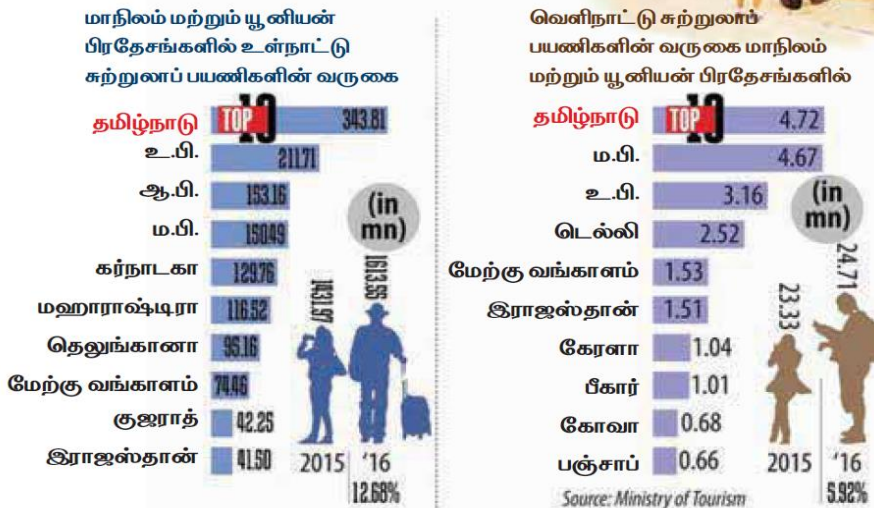 மாநிலம் மற்றும் யூனியன்
பிரதேசங்களில் உள்நாட்டு
சுற்றுலாப் பயணிகளின் வருகை
TOP 10
தமிழ்நாடு 343.81
உ.பி. 211.71
ஆ.பி. 153.16
ம.பி. 150.49
கர்நாடகா 129.76
மஹாராஷ்டிரா 116.52
தெலுங்கானா 95.16
மேற்கு வங்காளம் 74.46
குஜராத் 42.25
இராஜஸ்தான் 41.50
(in
mn)
1431.97
1613.55
2015 '16
12.68%
வெளிநாட்டு சுற்றுலாப்
பயணிகளின் வருகை மாநிலம்
மற்றும் யூனியன் பிரதேசங்களில்
TOP 10
தமிழ்நாடு 4.72
ம.பி. 4.67
உ.பி. 3.16
டெல்லி 2.52
மேற்கு வங்காளம் 1.53
இராஜஸ்தான் 1.51
கேரளா 1.04
பீகார் 1.01
கோவா 0.68
பஞ்சாப் 0.66
(in
mn)
23.33
24.71
2015 '16
5.92%
Source: Ministry of Tourism